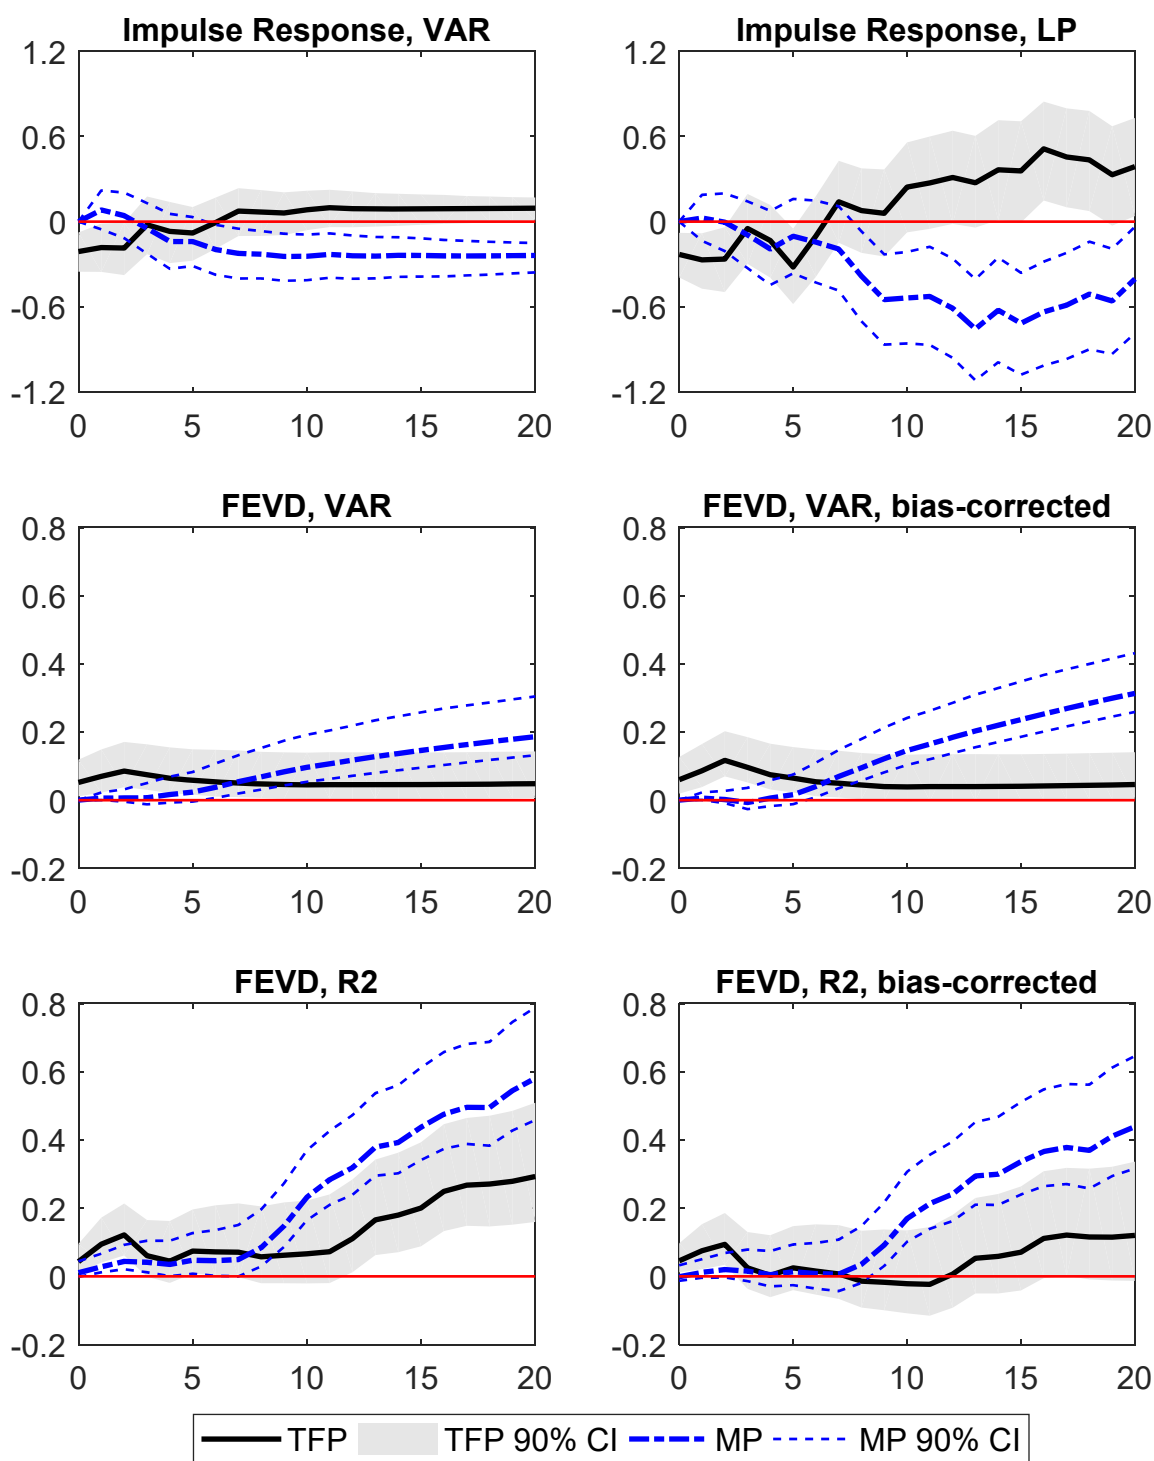 Impulse Response, VAR
1.2
0.6
0
-0.6
-1.2
0 5 10 15 20
Impulse Response, LP
1.2
0.6
0
-0.6
-1.2
0 5 10 15 20
FEVD, VAR
0.8
0.6
0.4
0.2
0
-0.2
0 5 10 15 20
FEVD, VAR, bias-corrected
0.8
0.6
0.4
0.2
0
-0.2
0 5 10 15 20
FEVD, R2
0.8
0.6
0.4
0.2
0
-0.2
0 5 10 15 20
FEVD, R2, bias-corrected
0.8
0.6
0.4
0.2
0
-0.2
0 5 10 15 20
TFP TFP 90% CI MP MP 90% CI